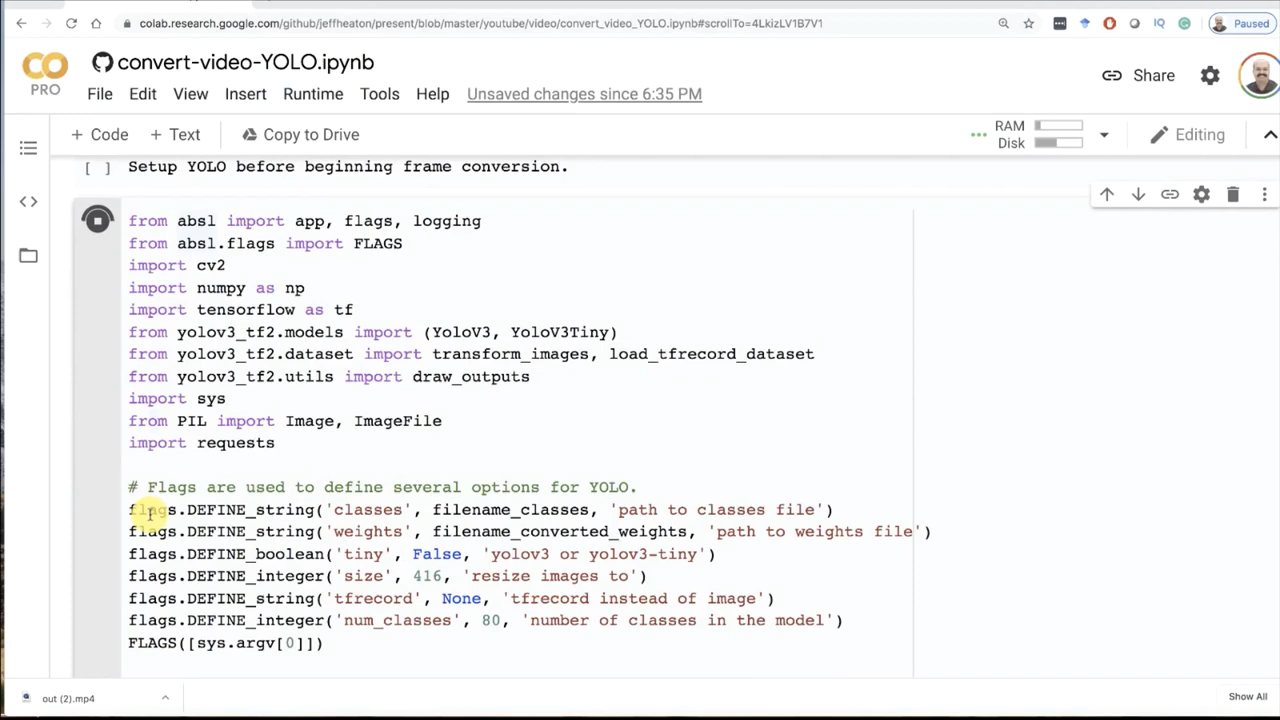 colab.research.google.com/github/jeffheaton/present/blob/master/youtube/video/convert_video_YOLO.ipynb#scrollTo=4LkizLV1B7V1
IQ
Paused
CO
PRO
convert-video-YOLO.ipynb
Share
File Edit View Insert Runtime Tools Help Unsaved changes since 6:35 PM
+ Code + Text Copy to Drive
RAM
Disk
Editing
[ ] Setup YOLO before beginning frame conversion.
from absl import app, flags, logging
from absl.flags import FLAGS
import cv2
import numpy as np
import tensorflow as tf
from yolov3_tf2.models import (YoloV3, YoloV3Tiny)
from yolov3_tf2.dataset import transform_images, load_tfrecord_dataset
from yolov3_tf2.utils import draw_outputs
import sys
from PIL import Image, ImageFile
import requests
# Flags are used to define several options for YOLO.
flags.DEFINE_string('classes', filename_classes, 'path to classes file')
flags.DEFINE_string('weights', filename_converted_weights, 'path to weights file')
flags.DEFINE_boolean('tiny', False, 'yolov3 or yolov3-tiny')
flags.DEFINE_integer('size', 416, 'resize images to')
flags.DEFINE_string('tfrecord', None, 'tfrecord instead of image')
flags.DEFINE_integer('num_classes', 80, 'number of classes in the model')
FLAGS([sys.argv[0]])
out (2).mp4
Show All